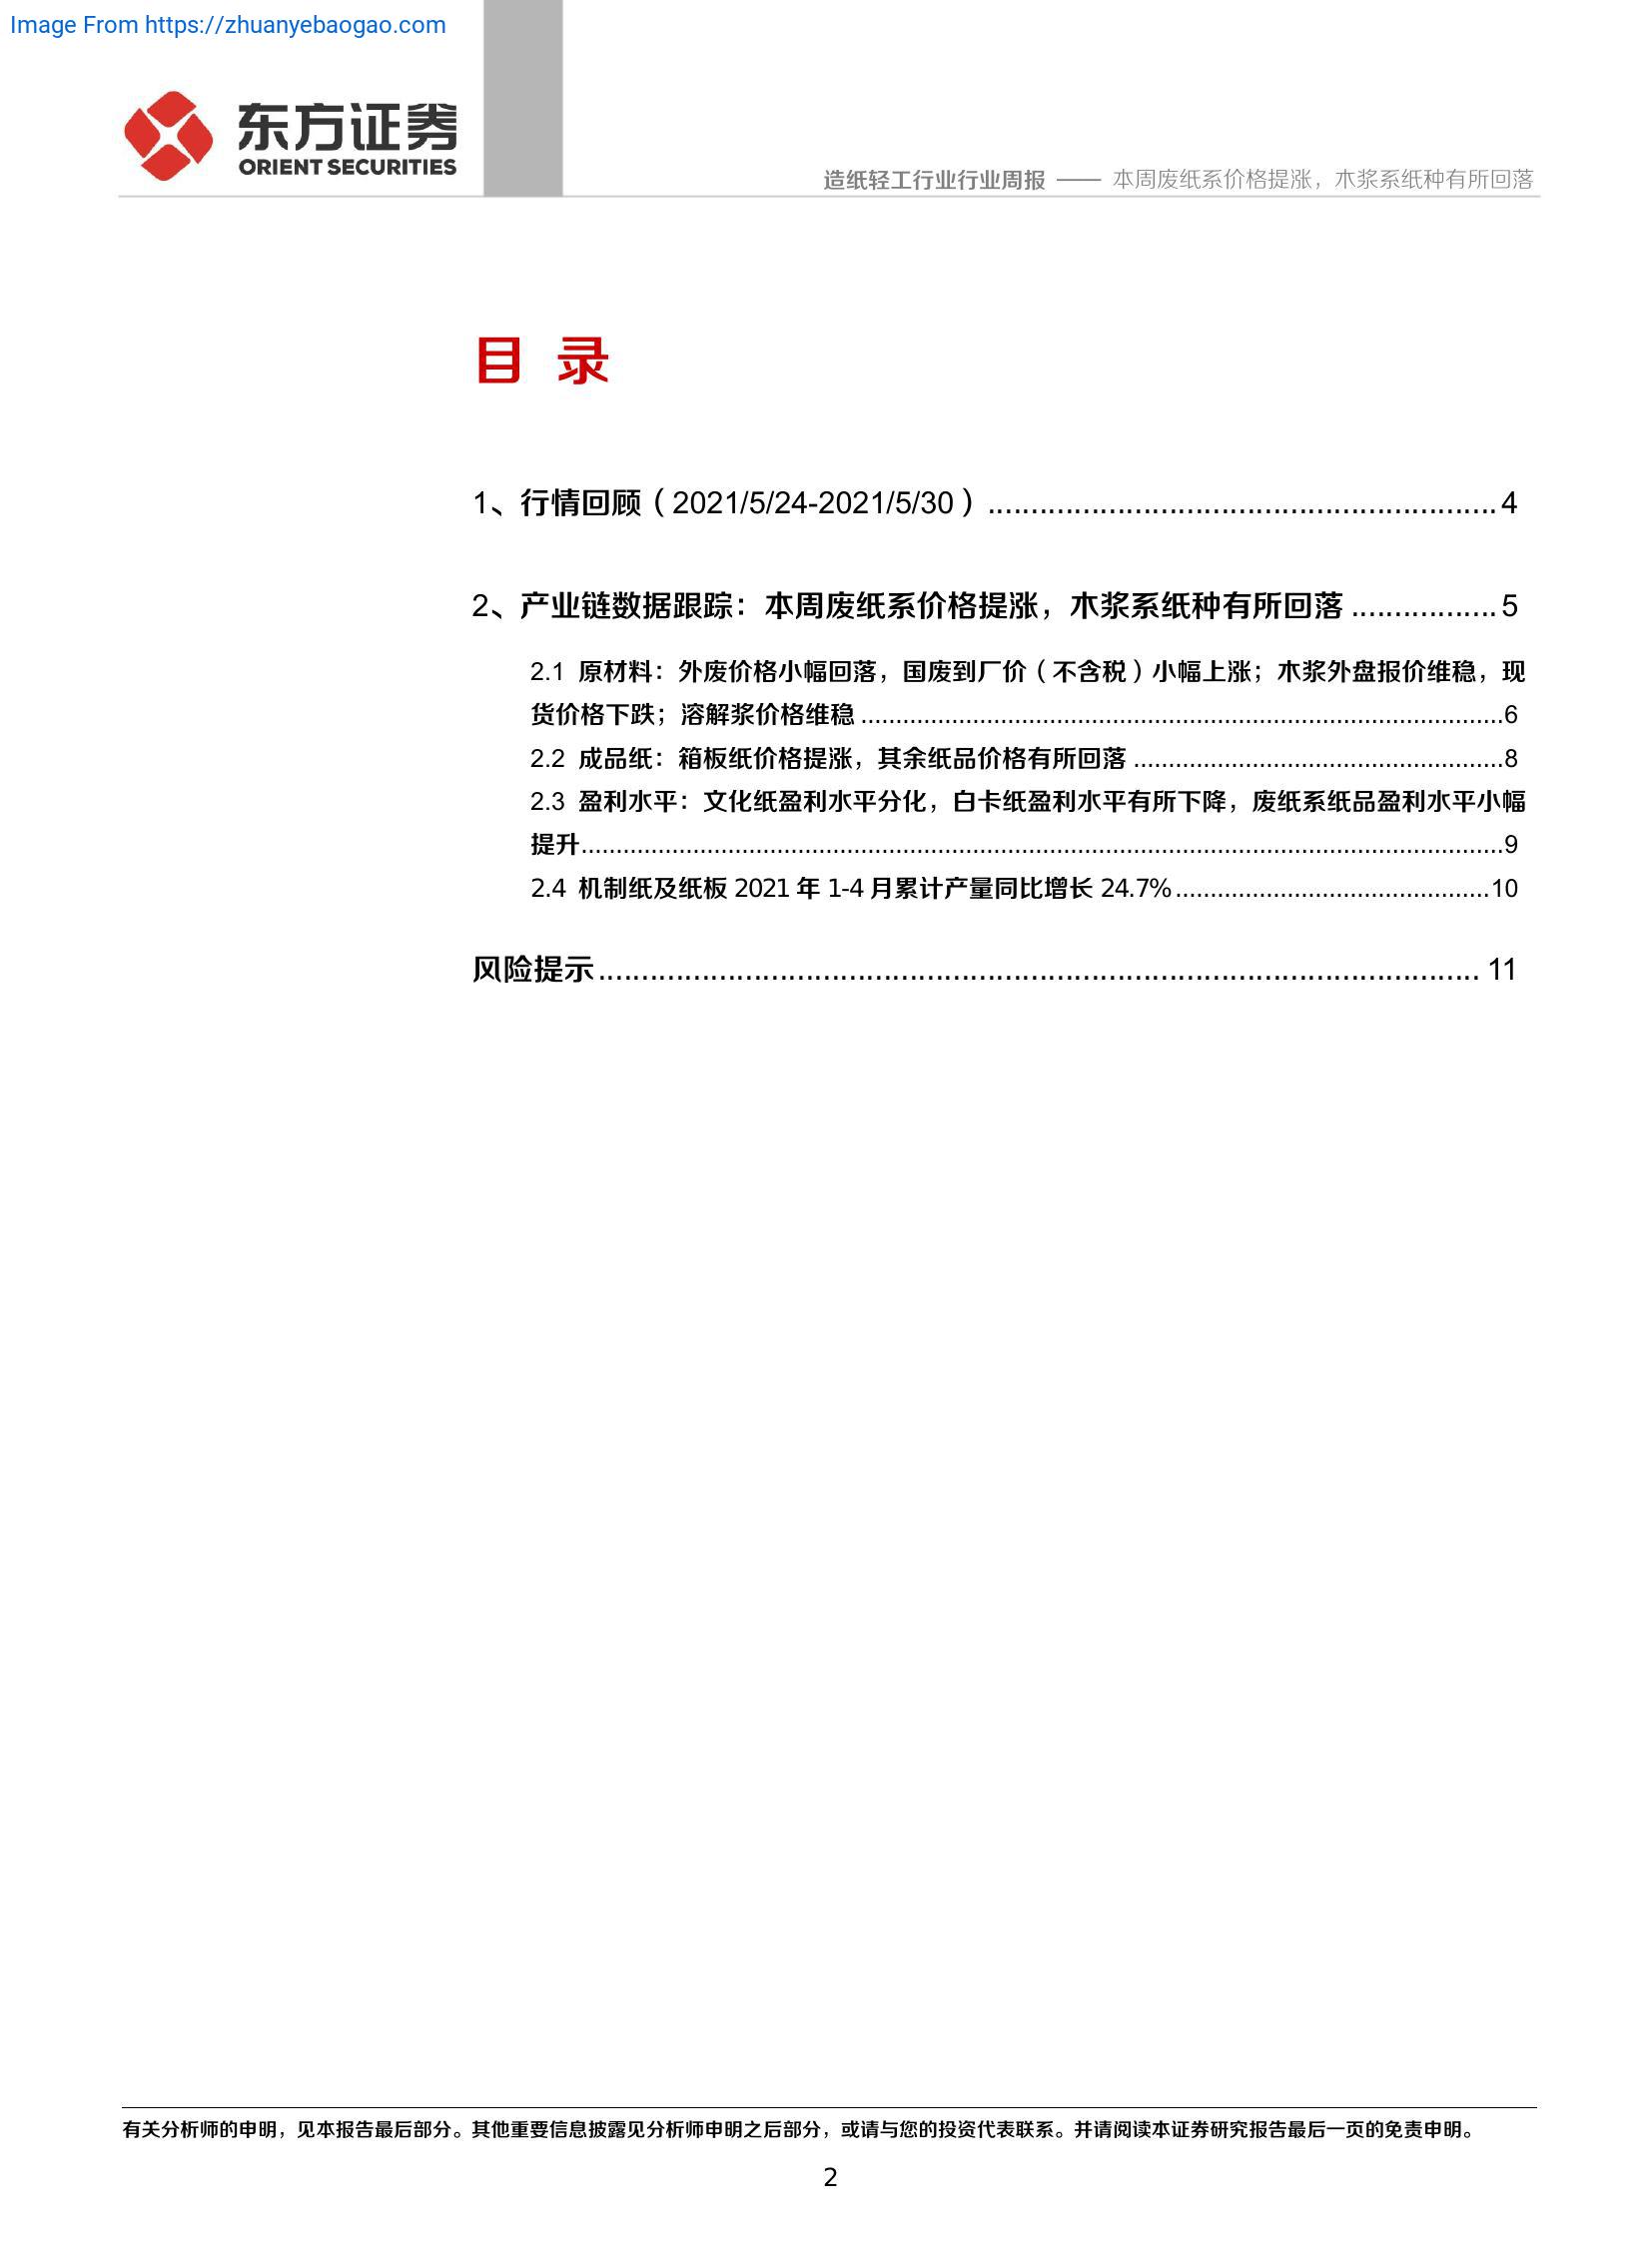 Image From https://zhuanyebaogao.com
东方证券
ORIENT SECURITIES
造纸轻工行业行业周报 —— 本周废纸系价格提涨，木浆系纸种有所回落
目 录
1、行情回顾（2021/5/24-2021/5/30）..........................................................4
2、产业链数据跟踪：本周废纸系价格提涨，木浆系纸种有所回落 .................5
2.1 原材料：外废价格小幅回落，国废到厂价（不含税）小幅上涨；木浆外盘报价维稳，现
货价格下跌；溶解浆价格维稳 ............................................................................................6
2.2 成品纸：箱板纸价格提涨，其余纸品价格有所回落 .....................................................8
2.3 盈利水平：文化纸盈利水平分化，白卡纸盈利水平有所下降，废纸系纸品盈利水平小幅
提升....................................................................................................................................9
2.4 机制纸及纸板 2021 年 1-4 月累计产量同比增长 24.7%.............................................10
风险提示..................................................................................................... 11
有关分析师的申明，见本报告最后部分。其他重要信息披露见分析师申明之后部分，或请与您的投资代表联系。并请阅读本证券研究报告最后一页的免责申明。
2